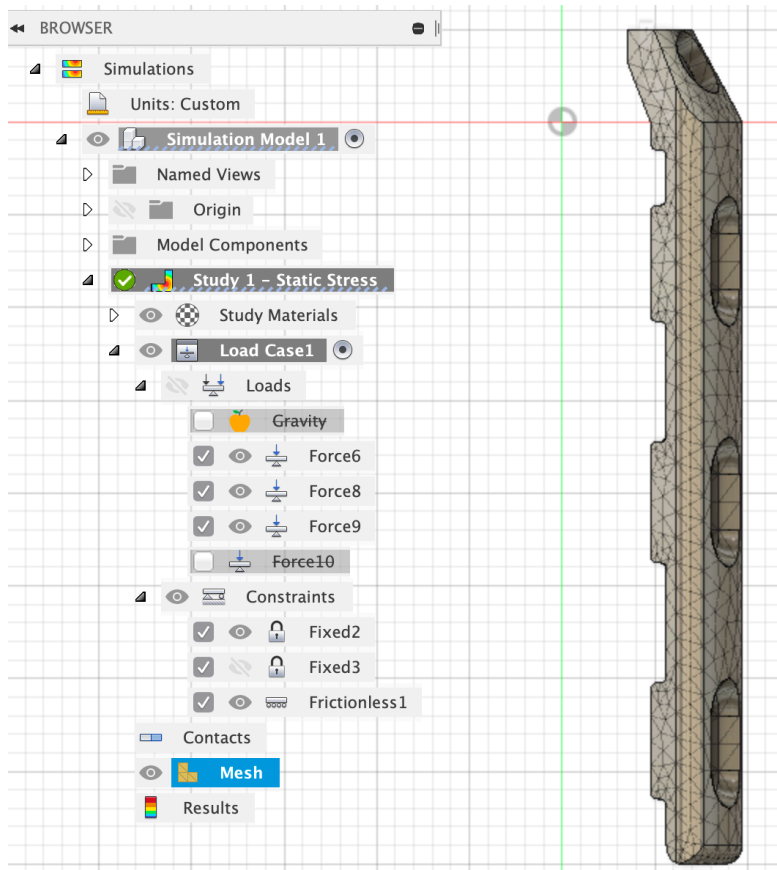 BROWSER
Simulations
Units: Custom
Simulation Model 1
Named Views
Origin
Model Components
Study 1 - Static Stress
Study Materials
Load Case1
Loads
Gravity
Force6
Force8
Force9
Force10
Constraints
Fixed2
Fixed3
Frictionless1
Contacts
Mesh
Results